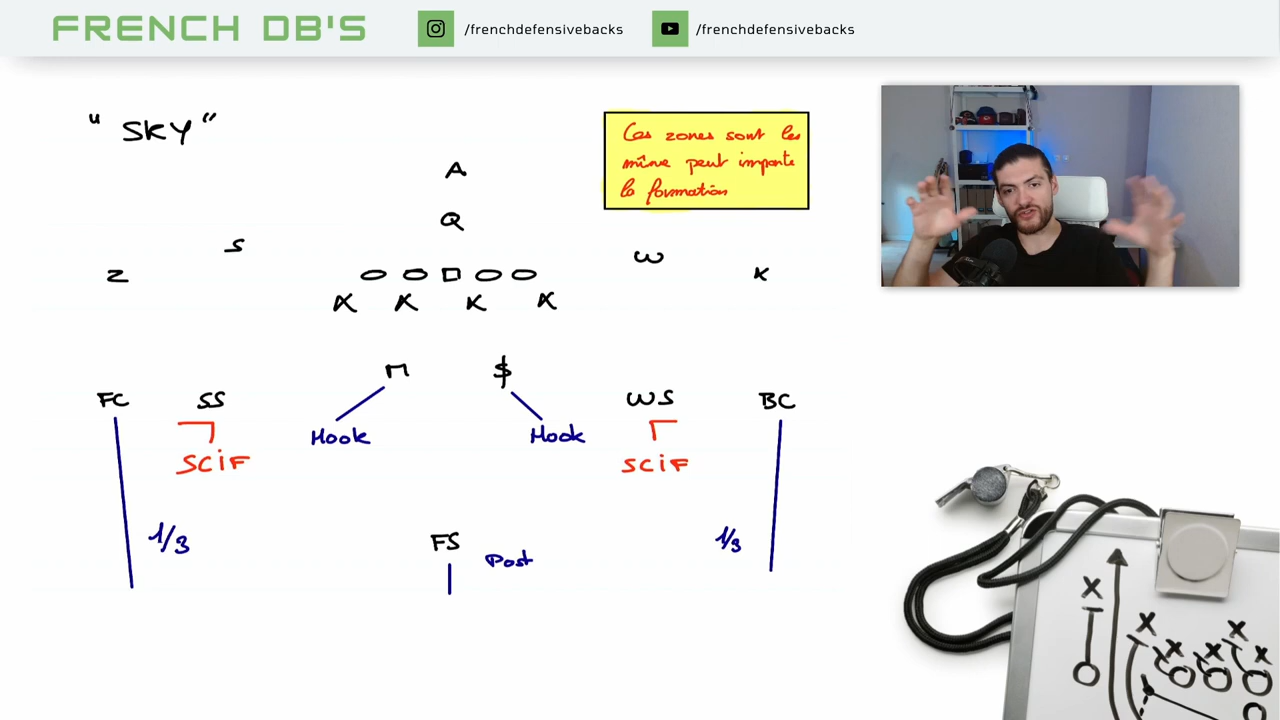 FRENCH DB'S
/frenchdefensivebacks
/frenchdefensivebacks
"SKY"
Ces zones sont les
même peut importe
la formation
A
Q
S
W
Z
X
X X X X
M
$
FC
SS
WS
BC
Hook
Hook
SCiF
SCiF
1/3
1/3
FS
Post
X
X
X
X
X
X